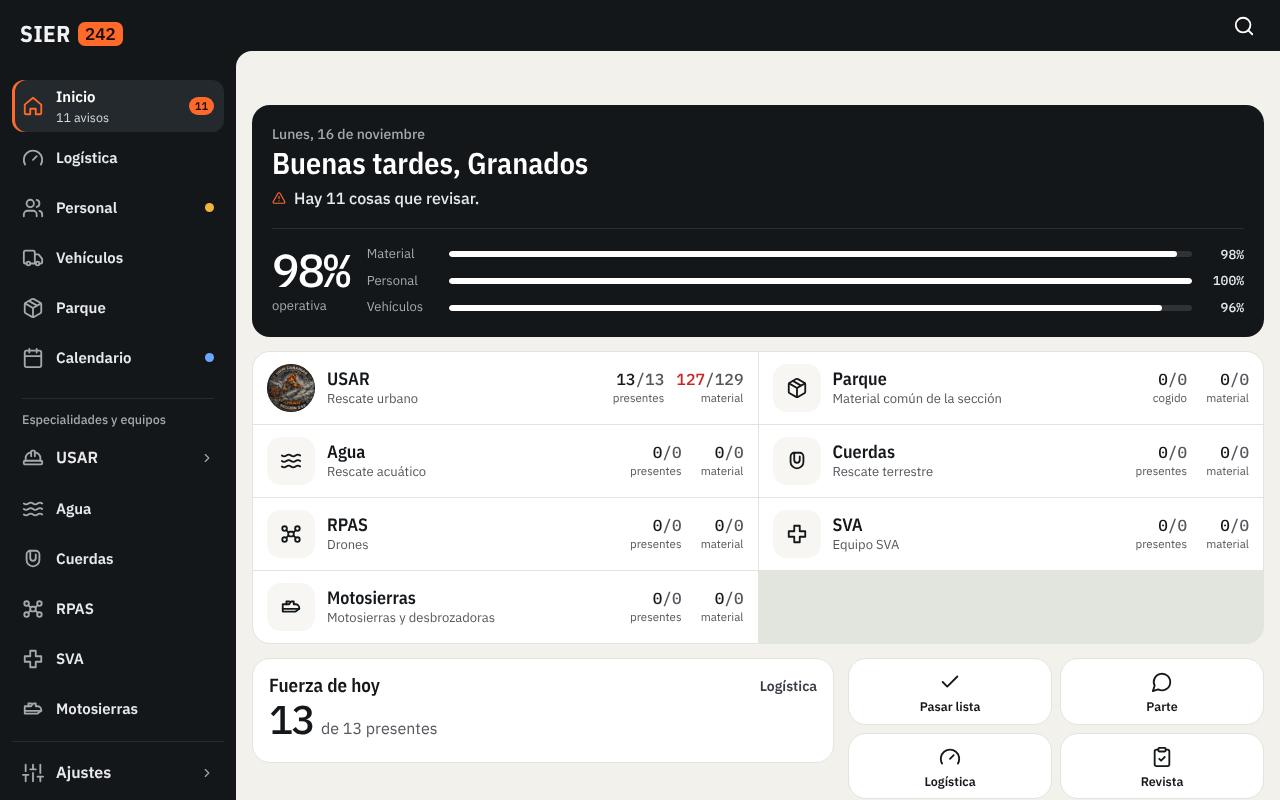 SIER 242
Inicio
11 avisos
11
Logística
Personal
Vehículos
Parque
Calendario
Especialidades y equipos
USAR
Agua
Cuerdas
RPAS
SVA
Motosierras
Ajustes
Lunes, 16 de noviembre
Buenas tardes, Granados
Hay 11 cosas que revisar.
98%
operativa
Material 98%
Personal 100%
Vehículos 96%
USAR 13/13 127/129
Rescate urbano presentes material
Parque 0/0 0/0
Material común de la sección cogido material
Agua 0/0 0/0
Rescate acuático presentes material
Cuerdas 0/0 0/0
Rescate terrestre presentes material
RPAS 0/0 0/0
Drones presentes material
SVA 0/0 0/0
Equipo SVA presentes material
Motosierras 0/0 0/0
Motosierras y desbrozadoras presentes material
Fuerza de hoy Logística
13 de 13 presentes
Pasar lista
Parte
Logística
Revista